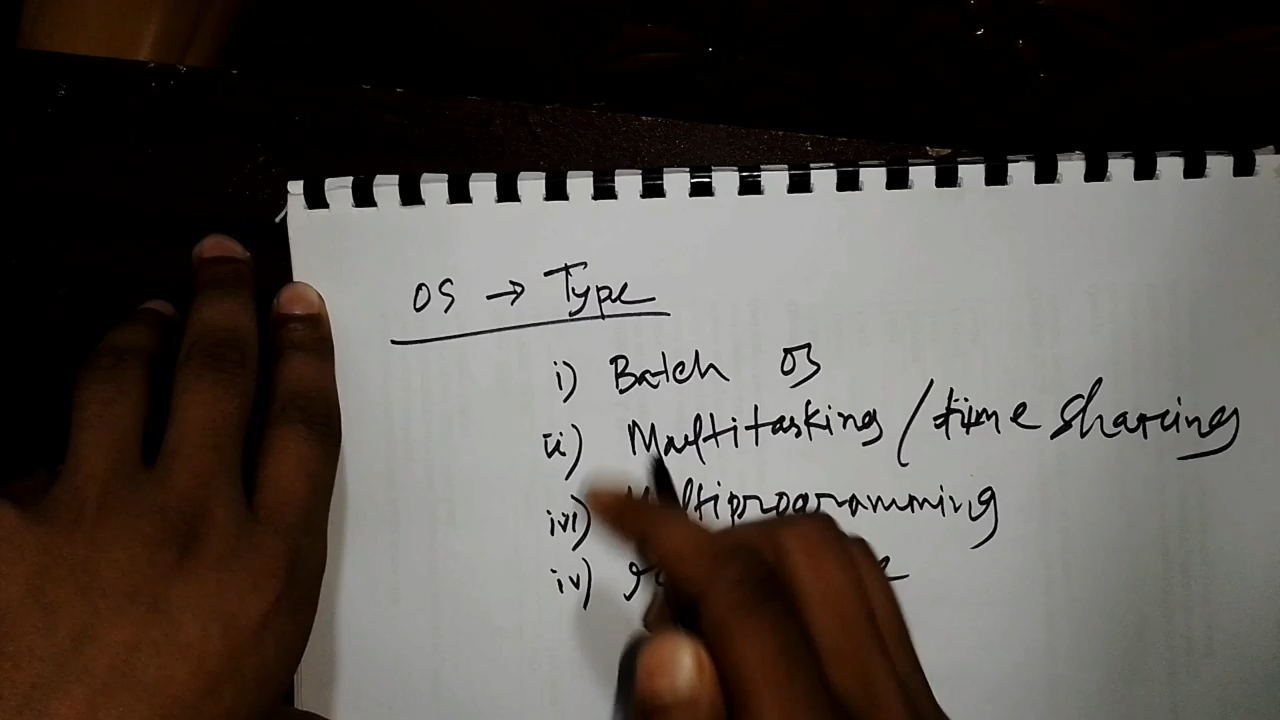 OS → Type
i) Batch OS
ii) Multitasking / time sharing
iii) Multiprogramming
iv)